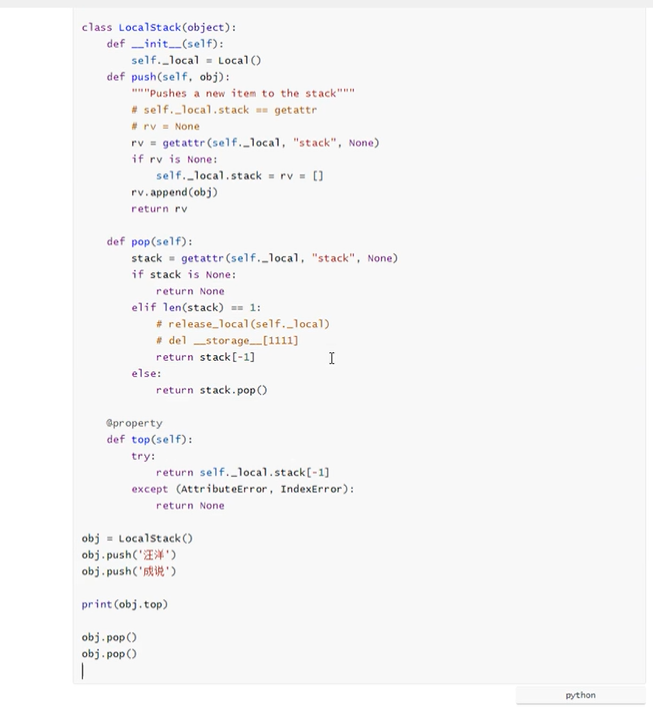 class LocalStack(object):
    def __init__(self):
        self._local = Local()
    def push(self, obj):
        """Pushes a new item to the stack"""
        # self._local.stack == getattr
        # rv = None
        rv = getattr(self._local, "stack", None)
        if rv is None:
            self._local.stack = rv = []
        rv.append(obj)
        return rv

    def pop(self):
        stack = getattr(self._local, "stack", None)
        if stack is None:
            return None
        elif len(stack) == 1:
            # release_local(self._local)
            # del __storage__[1111]
            return stack[-1]
        else:
            return stack.pop()

    @property
    def top(self):
        try:
            return self._local.stack[-1]
        except (AttributeError, IndexError):
            return None

obj = LocalStack()
obj.push('汪洋')
obj.push('成说')

print(obj.top)

obj.pop()
obj.pop()
python